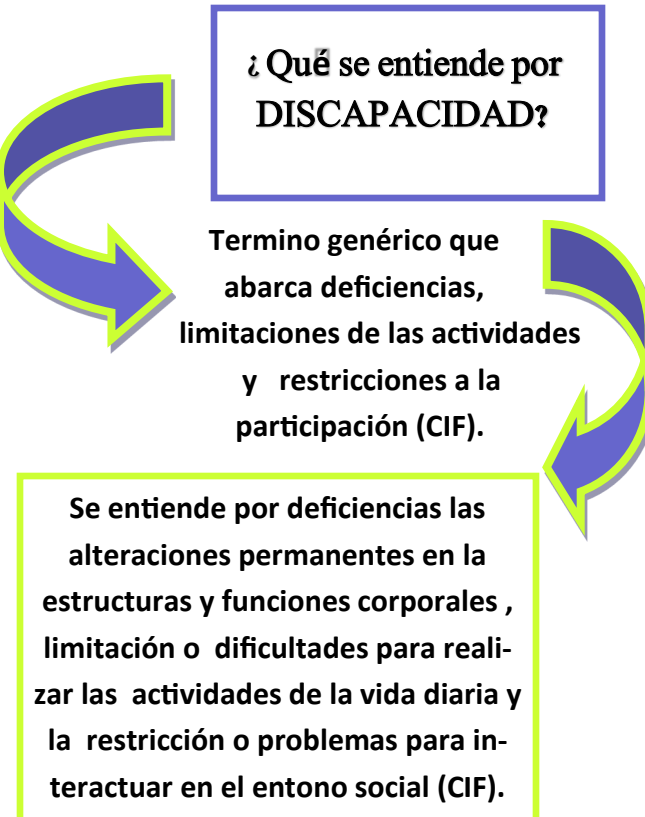 ¿ Qué se entiende por
DISCAPACIDAD?
Termino genérico que
abarca deficiencias,
limitaciones de las actividades
y restricciones a la
participación (CIF).
Se entiende por deficiencias las
alteraciones permanentes en la
estructuras y funciones corporales ,
limitación o dificultades para reali-
zar las actividades de la vida diaria y
la restricción o problemas para in-
teractuar en el entono social (CIF).